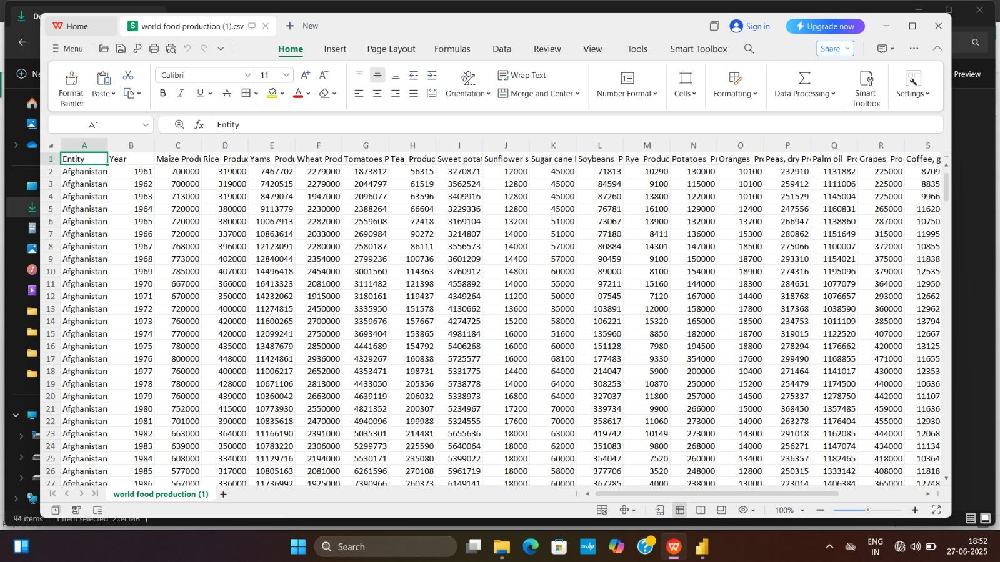 Home
world food production (1).csv
New
Sign in
Upgrade now
Menu
Home Insert Page Layout Formulas Data Review View Tools Smart Toolbox
Share
Preview
Format Painter
Paste
Calibri 11
Wrap Text
Orientation
Merge and Center
Number Format
Cells
Formatting
Data Processing
Smart Toolbox
Settings
A1 fx Entity
A B C D E F G H I J K L M N O P Q R S
1 Entity Year Maize Produ Rice Produc Yams Produ Wheat Prod Tomatoes P Tea Produc Sweet potat Sunflower s Sugar cane Soybeans P Rye Produc Potatoes P Oranges Pr Peas, dry Pr Palm oil Prc Grapes Pro Coffee, g
2 Afghanistan 1961 700000 319000 7467702 2279000 1873812 56315 3270871 12000 45000 71813 10290 130000 10100 232910 1131882 225000 8709
3 Afghanistan 1962 700000 319000 7420515 2279000 2044797 61519 3562524 12800 45000 84594 9100 115000 10100 259412 1111006 225000 8835
4 Afghanistan 1963 713000 319000 8479074 1947000 2096077 63596 3409916 12800 45000 87260 13800 122000 10100 251529 1145004 225000 9966
5 Afghanistan 1964 720000 380000 9113779 2230000 2388264 66604 3229336 12800 45000 76781 16100 129000 12400 247556 1160831 265000 11620
6 Afghanistan 1965 720000 380000 10067913 2282000 2559608 72418 3169104 13200 51000 73067 13900 132000 13700 266947 1138860 287000 10750
7 Afghanistan 1966 720000 337000 10863614 2033000 2690984 90272 3214807 14000 51000 77180 8411 136000 15300 280862 1151649 315000 11995
8 Afghanistan 1967 768000 396000 12123091 2280000 2580187 86111 3556573 14000 57000 80884 14301 147000 18500 275066 1100007 372000 10855
9 Afghanistan 1968 773000 402000 12840044 2354000 2799236 100736 3601209 14400 57000 90459 9100 150000 18700 293310 1154021 375000 11838
10 Afghanistan 1969 785000 407000 14496418 2454000 3001560 114363 3760912 14800 60000 89000 8100 154000 18900 274316 1195096 379000 12535
11 Afghanistan 1970 667000 366000 16413323 2081000 3111482 121398 4558892 14000 55000 97211 15160 144000 18300 284651 1077079 364000 12950
12 Afghanistan 1971 670000 350000 14232062 1915000 3180161 119437 4349264 11200 50000 97545 7120 167000 14400 318768 1076657 293000 12662
13 Afghanistan 1972 720000 400000 11274815 2450000 3335950 151578 4130662 13600 35000 103891 12000 158000 17800 317368 1038590 360000 12962
14 Afghanistan 1973 760000 420000 11600265 2700000 3359676 157667 4274725 15200 58000 106221 15320 165000 18500 234753 1011109 385000 13794
15 Afghanistan 1974 770000 420000 12099241 2750000 3693404 153865 4981184 16000 51600 135960 8850 182000 18700 319015 1122520 407000 12667
16 Afghanistan 1975 780000 435000 13487679 2850000 4441689 154792 5406268 16000 60000 151128 7980 194500 18800 278294 1176662 420000 13125
17 Afghanistan 1976 800000 448000 11424861 2936000 4329267 160838 5725577 16000 68100 177483 9330 354000 17600 299490 1168855 471000 11655
18 Afghanistan 1977 760000 400000 11006217 2652000 4353471 198731 5331775 14400 64000 214047 5900 200000 10400 271464 1141017 430000 12353
19 Afghanistan 1978 780000 428000 10671106 2813000 4433050 205356 5738778 14000 64000 308253 10870 250000 15200 254479 1174500 440000 10636
20 Afghanistan 1979 760000 439000 10360042 2663000 4639119 206032 5338973 16800 64000 327037 11800 257000 14500 275337 1278750 442000 11107
21 Afghanistan 1980 752000 415000 10773930 2550000 4821352 200307 5234967 17200 70000 339734 9900 266000 15000 368450 1357485 459000 11636
22 Afghanistan 1981 701000 390000 10835618 2470000 4940096 199988 5324555 17600 70000 358617 11060 273000 14900 263278 1176404 455000 12930
23 Afghanistan 1982 663000 364000 11166190 2391000 5035301 214481 5655636 18000 63000 419742 10149 273000 14300 291018 1162085 444000 12068
24 Afghanistan 1983 639000 350000 10783220 2306000 5299773 225590 5640064 18000 62000 351083 9800 268000 14000 256271 1147074 434000 11134
25 Afghanistan 1984 608000 334000 11129716 2194000 5530171 235080 5399022 18000 60000 354047 7520 260000 13400 236357 1182465 418000 10364
26 Afghanistan 1985 577000 317000 10805163 2081000 6261596 270108 5961719 18000 58000 377706 3520 248000 12800 250315 1333142 408000 11818
27 Afghanistan 1986 567000 336000 11736992 1925000 7390966 260373 6149141 18000 60000 367285 4000 238000 13000 223014 1406384 365000 12748
world food production (1)
100%
94 items 1 item selected 2.04 MB
Search
ENG
IN
18:52
27-06-2025